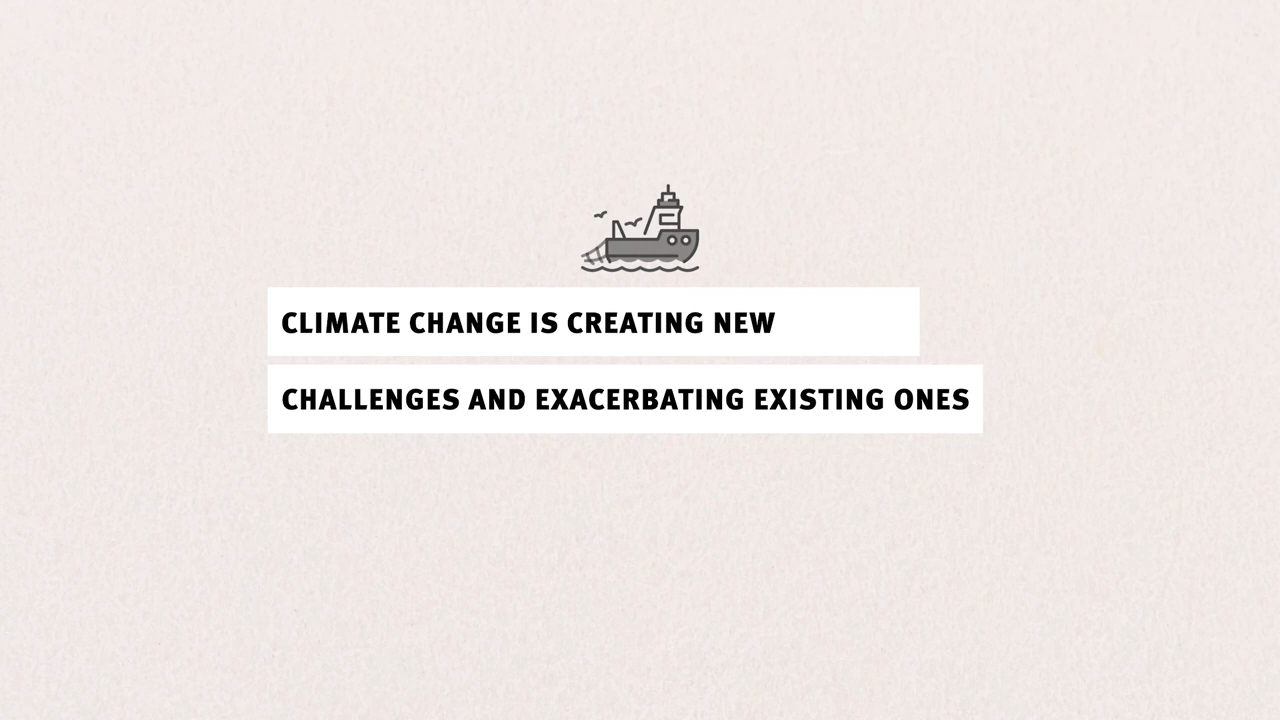 CLIMATE CHANGE IS CREATING NEW
CHALLENGES AND EXACERBATING EXISTING ONES